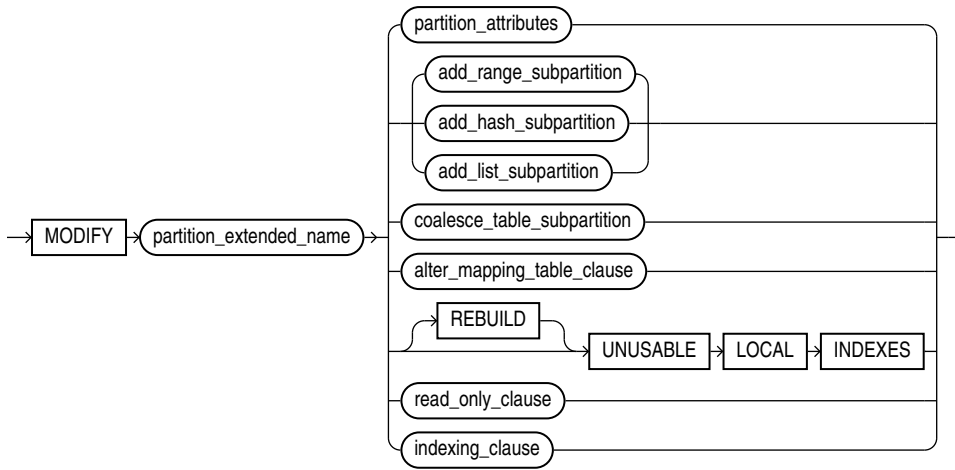 partition_attributes
add_range_subpartition
add_hash_subpartition
add_list_subpartition
coalesce_table_subpartition
MODIFY partition_extended_name
alter_mapping_table_clause
REBUILD
UNUSABLE LOCAL INDEXES
read_only_clause
indexing_clause